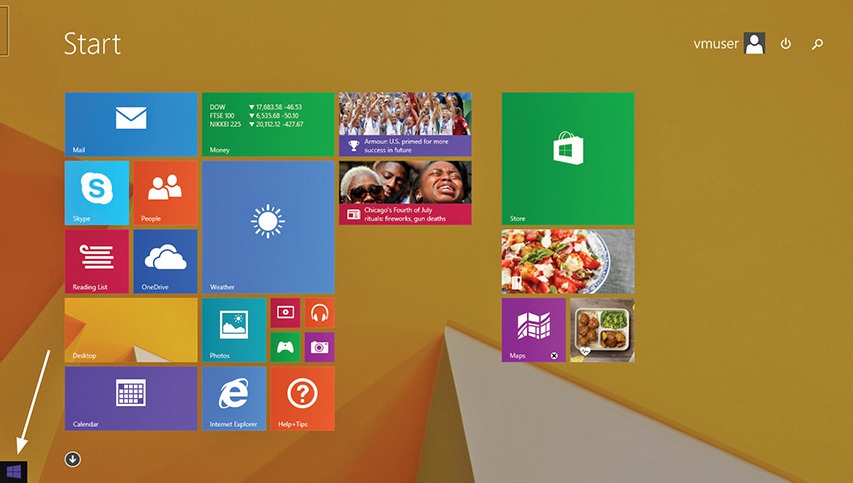 Start
vmuser
Mail
DOW ▼ 17,683.58 -46.53
FTSE 100 ▼ 6,535.68 -50.10
NIKKEI 225 ▼ 20,112.12 -427.67
Money
Armour: U.S. primed for more
success in future
Skype
People
Weather
Chicago's Fourth of July
rituals: fireworks, gun deaths
Store
Reading List
OneDrive
Desktop
Photos
Maps
Calendar
Internet Explorer
Help+Tips